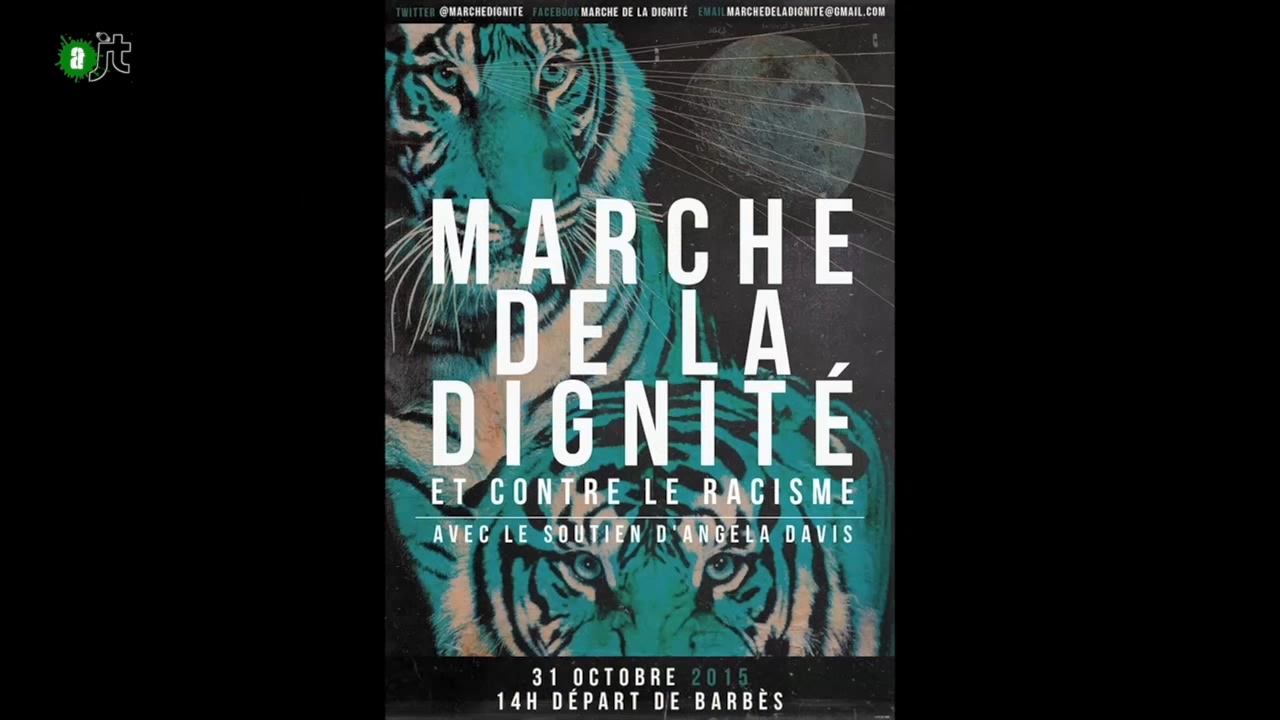 TWITTER @MARCHEDIGNITE FACEBOOK MARCHE DE LA DIGNITÉ EMAIL MARCHEDELADIGNITE@GMAIL.COM
ajt
MARCHE
DE LA
DIGNITÉ
ET CONTRE LE RACISME
AVEC LE SOUTIEN D'ANGELA DAVIS
31 OCTOBRE 2015
14H DÉPART DE BARBÈS